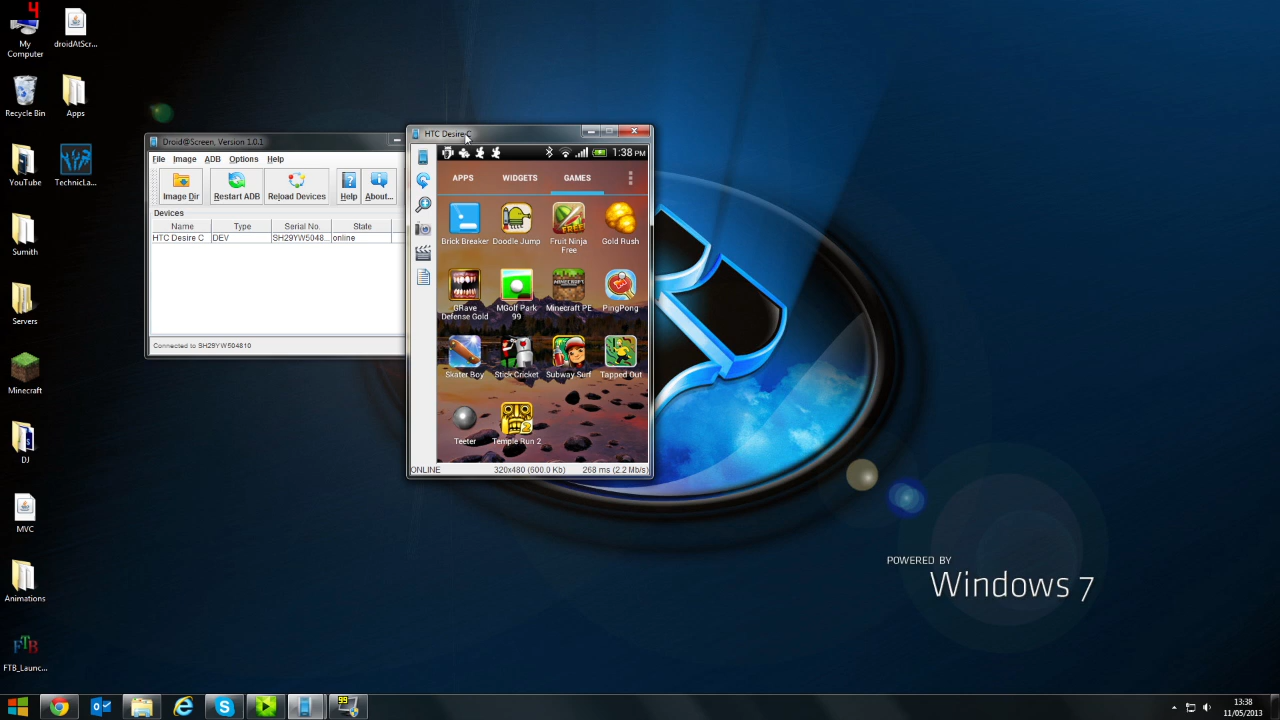 4
My Computer
droidAtScr...
Recycle Bin
Apps
YouTube
TechnicLa...
Sumith
Servers
Minecraft
DJ
MVC
Animations
FTB
FTB_Launc...
Droid@Screen, Version 1.0.1
File Image ADB Options Help
Image Dir Restart ADB Reload Devices Help About...
Devices
Name Type Serial No. State
HTC Desire C DEV SH29YW5048... online
Connected to SH29YW504810
HTC Desire C
1:38 PM
APPS WIDGETS GAMES
Brick Breaker Doodle Jump Fruit Ninja Free Gold Rush
GRave Defense Gold MGolf Park 99 Minecraft PE PingPong
Skater Boy Stick Cricket Subway Surf Tapped Out
Teeter Temple Run 2
ONLINE 320x480 (600.0 Kb) 268 ms (2.2 Mb/s)
POWERED BY
Windows 7
99
13:38
11/05/2013